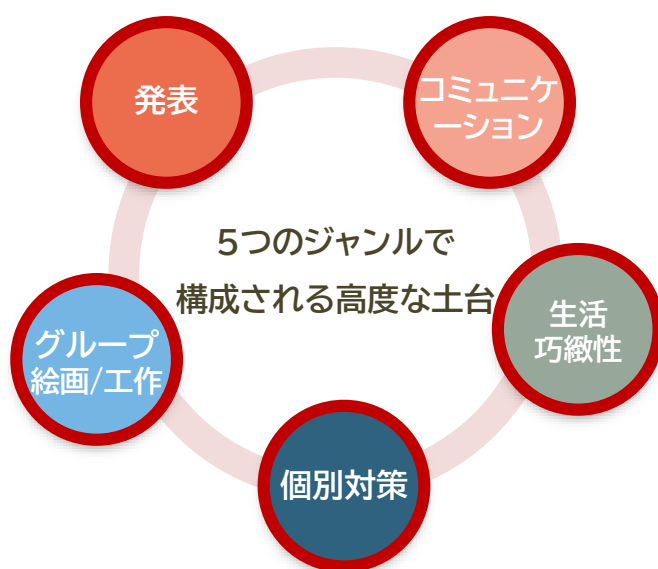 発表
コミュニケ
ーション
5つのジャンルで
構成される高度な土台
生活
巧緻性
グループ
絵画/工作
個別対策